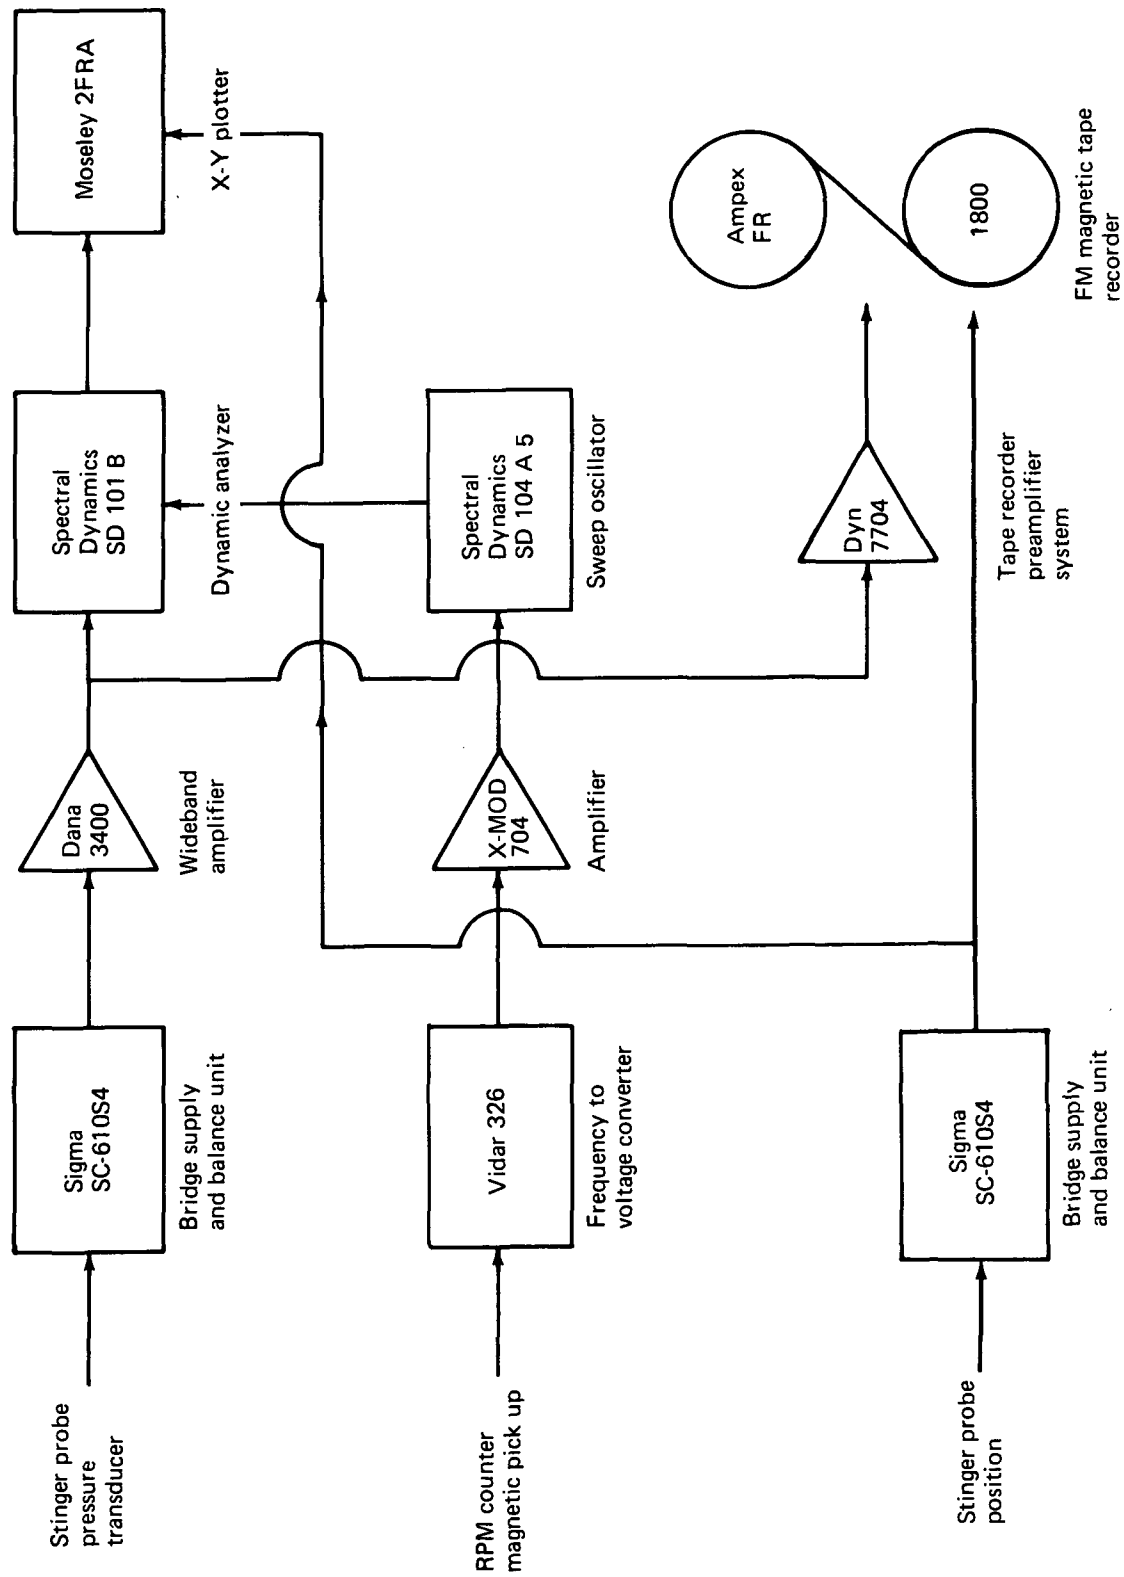 Stinger probe
pressure
transducer
Sigma
SC-610S4
Bridge supply
and balance unit
Dana
3400
Wideband
amplifier
Spectral
Dynamics
SD 101 B
Dynamic analyzer
Moseley 2FRA
X-Y plotter
RPM counter
magnetic pick up
Vidar 326
Frequency to
voltage converter
X-MOD
704
Amplifier
Spectral
Dynamics
SD 104 A 5
Sweep oscillator
Dyn
7704
Tape recorder
preamplifier
system
Ampex
FR
1800
FM magnetic tape
recorder
Stinger probe
position
Sigma
SC-610S4
Bridge supply
and balance unit